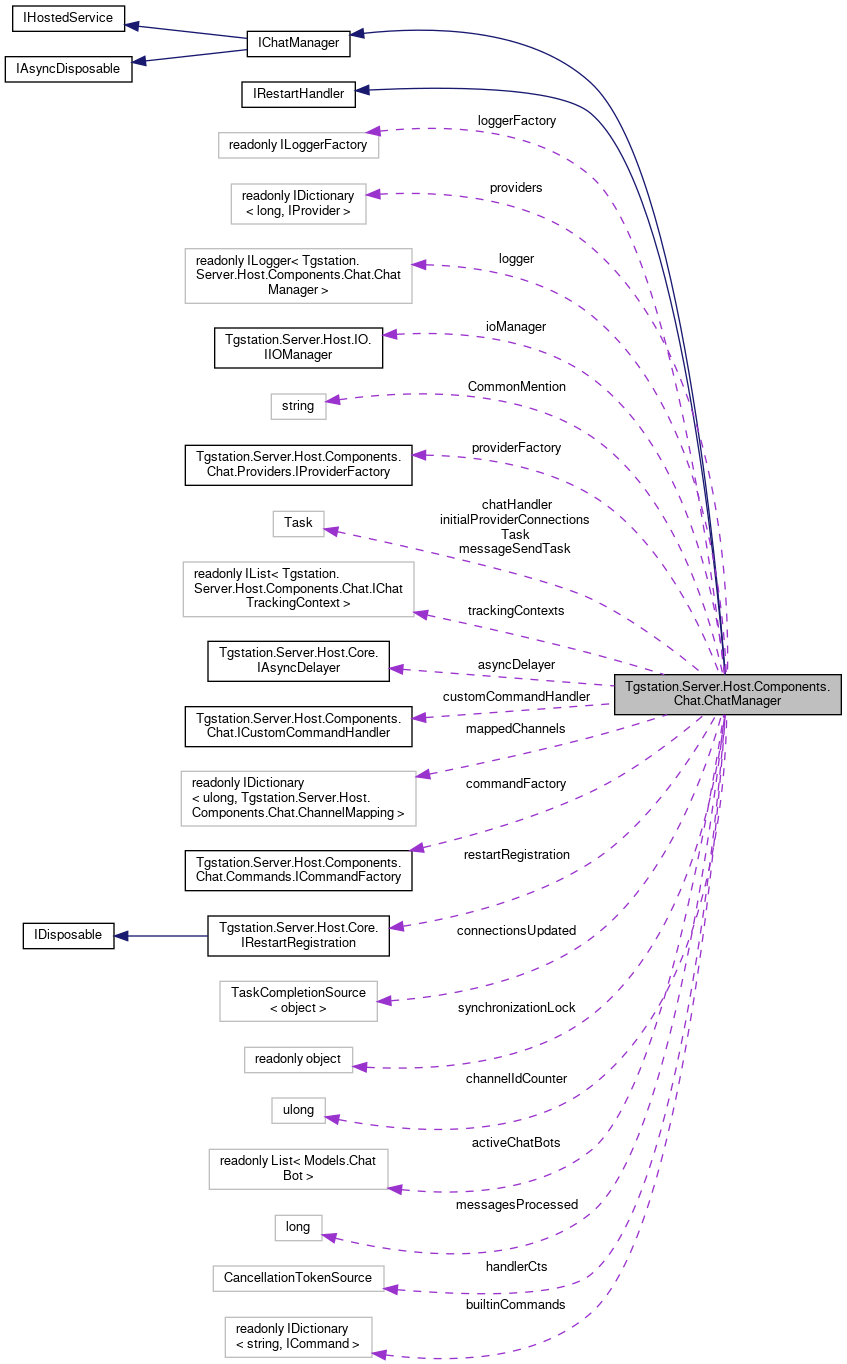 IHostedService
IChatManager
IAsyncDisposable
IRestartHandler
loggerFactory
readonly ILoggerFactory
providers
readonly IDictionary
< long, IProvider >
logger
readonly ILogger< Tgstation.
Server.Host.Components.Chat.Chat
Manager >
ioManager
Tgstation.Server.Host.IO.
IIOManager
CommonMention
string
providerFactory
Tgstation.Server.Host.Components.
Chat.Providers.IProviderFactory
chatHandler
initialProviderConnections
Task
messageSendTask
Task
readonly IList< Tgstation.
Server.Host.Components.Chat.IChat
TrackingContext >
trackingContexts
Tgstation.Server.Host.Core.
IAsyncDelayer
asyncDelayer
Tgstation.Server.Host.Components.
Chat.ChatManager
customCommandHandler
Tgstation.Server.Host.Components.
Chat.ICustomCommandHandler
mappedChannels
readonly IDictionary
< ulong, Tgstation.Server.Host.
Components.Chat.ChannelMapping >
commandFactory
Tgstation.Server.Host.Components.
Chat.Commands.ICommandFactory
restartRegistration
IDisposable
Tgstation.Server.Host.Core.
IRestartRegistration
connectionsUpdated
TaskCompletionSource
< object >
synchronizationLock
readonly object
channelIdCounter
ulong
activeChatBots
readonly List< Models.Chat
Bot >
messagesProcessed
long
handlerCts
CancellationTokenSource
builtinCommands
readonly IDictionary
< string, ICommand >